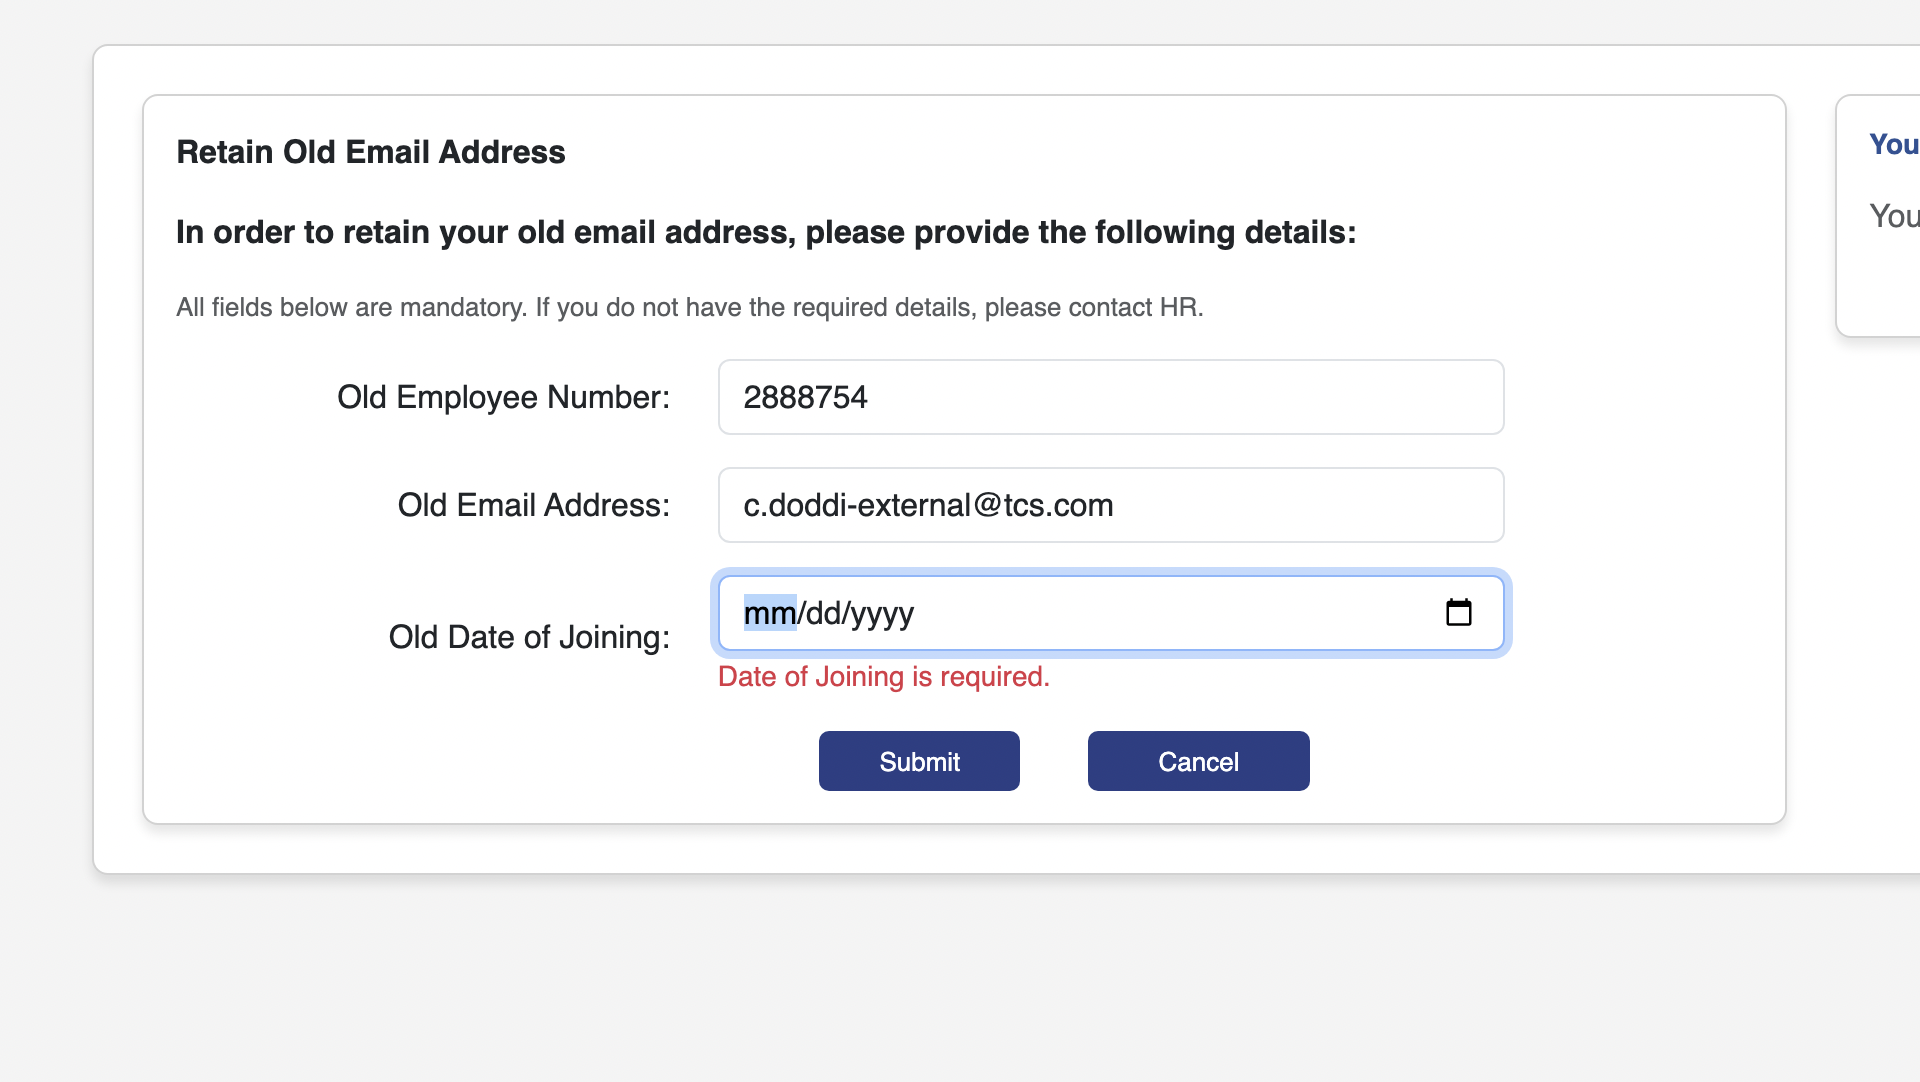 Retain Old Email Address
In order to retain your old email address, please provide the following details:
All fields below are mandatory. If you do not have the required details, please contact HR.
Old Employee Number: 2888754
Old Email Address: c.doddi-external@tcs.com
Old Date of Joining: mm/dd/yyyy
Date of Joining is required.
Submit Cancel
You
You